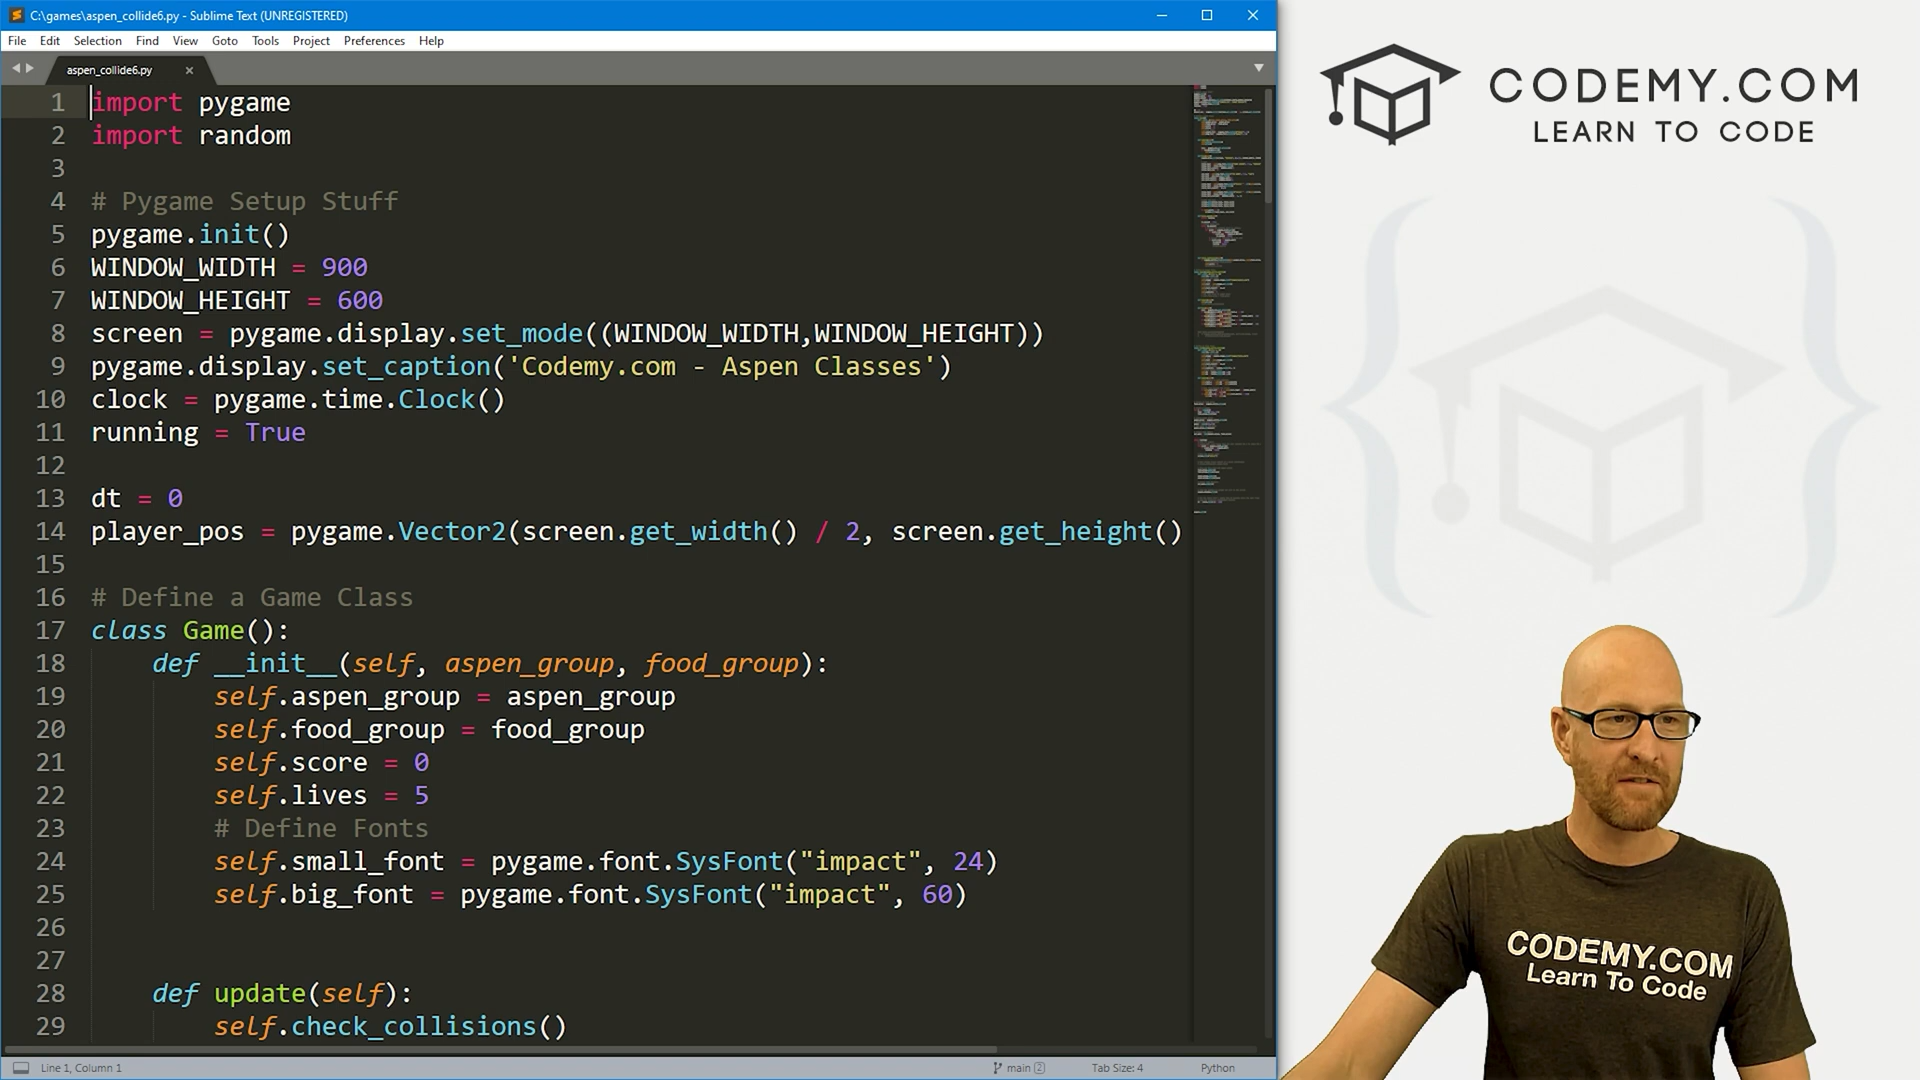 C:\games\aspen_collide6.py - Sublime Text (UNREGISTERED)
File Edit Selection Find View Goto Tools Project Preferences Help
aspen_collide6.py
1 import pygame
2 import random
3
4 # Pygame Setup Stuff
5 pygame.init()
6 WINDOW_WIDTH = 900
7 WINDOW_HEIGHT = 600
8 screen = pygame.display.set_mode((WINDOW_WIDTH,WINDOW_HEIGHT))
9 pygame.display.set_caption('Codemy.com - Aspen Classes')
10 clock = pygame.time.Clock()
11 running = True
12
13 dt = 0
14 player_pos = pygame.Vector2(screen.get_width() / 2, screen.get_height()
15
16 # Define a Game Class
17 class Game():
18     def __init__(self, aspen_group, food_group):
19         self.aspen_group = aspen_group
20         self.food_group = food_group
21         self.score = 0
22         self.lives = 5
23         # Define Fonts
24         self.small_font = pygame.font.SysFont("impact", 24)
25         self.big_font = pygame.font.SysFont("impact", 60)
26
27
28     def update(self):
29         self.check_collisions()
Line 1, Column 1
main 2
Tab Size: 4
Python
CODEMY.COM
LEARN TO CODE
CODEMY.COM
Learn To Code